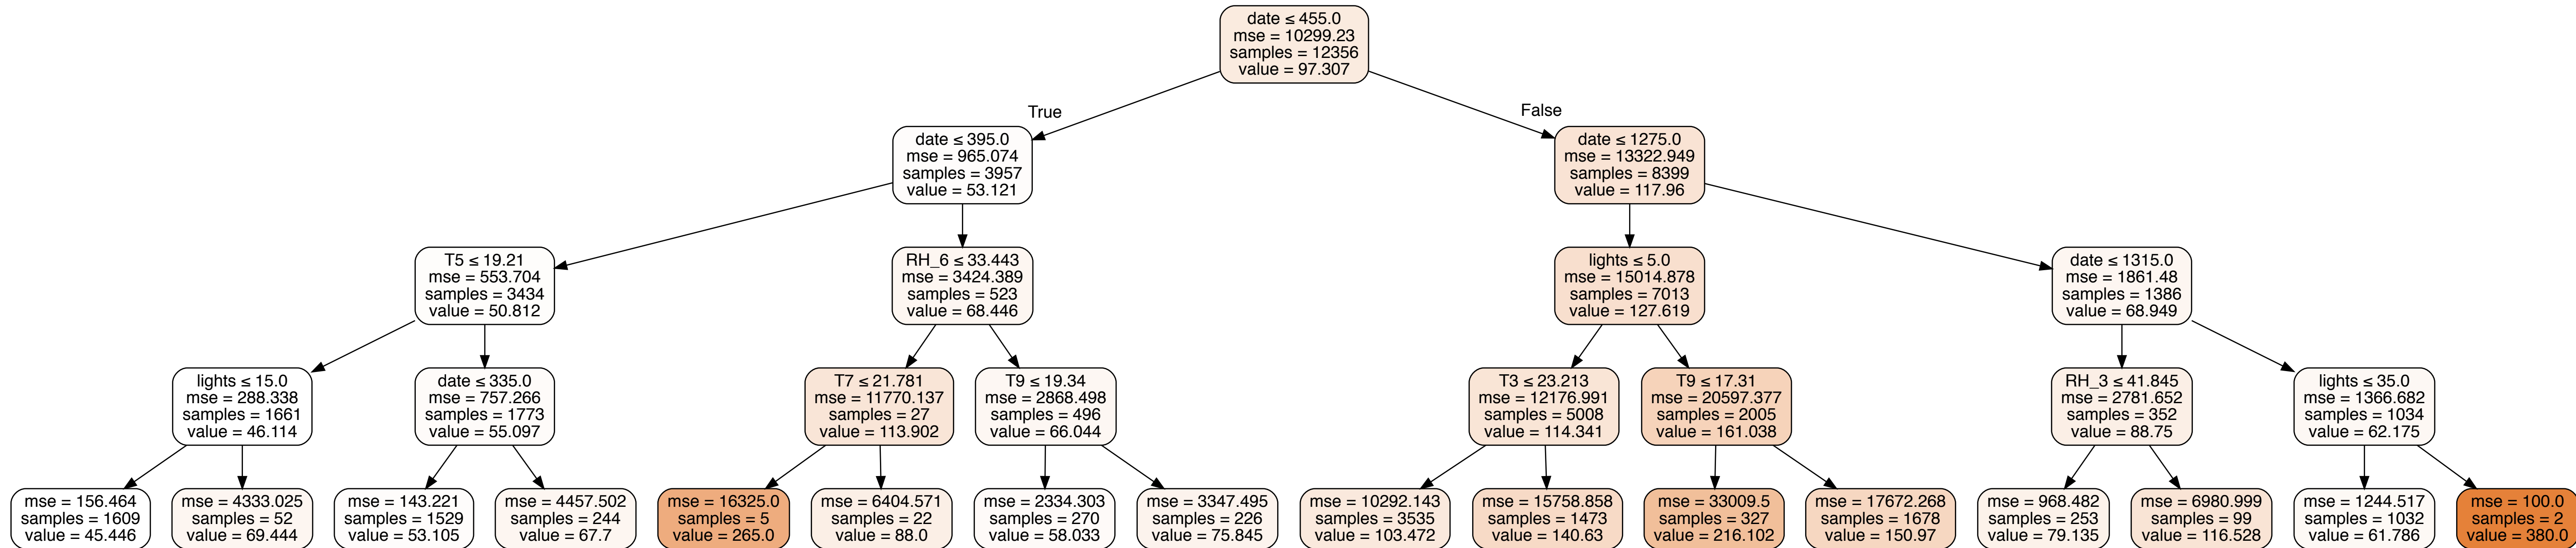 date ≤ 455.0
mse = 10299.23
samples = 12356
value = 97.307
True
False
date ≤ 395.0
mse = 965.074
samples = 3957
value = 53.121
date ≤ 1275.0
mse = 13322.949
samples = 8399
value = 117.96
T5 ≤ 19.21
mse = 553.704
samples = 3434
value = 50.812
RH_6 ≤ 33.443
mse = 3424.389
samples = 523
value = 68.446
lights ≤ 5.0
mse = 15014.878
samples = 7013
value = 127.619
date ≤ 1315.0
mse = 1861.48
samples = 1386
value = 68.949
lights ≤ 15.0
mse = 288.338
samples = 1661
value = 46.114
date ≤ 335.0
mse = 757.266
samples = 1773
value = 55.097
T7 ≤ 21.781
mse = 11770.137
samples = 27
value = 113.902
T9 ≤ 19.34
mse = 2868.498
samples = 496
value = 66.044
T3 ≤ 23.213
mse = 12176.991
samples = 5008
value = 114.341
T9 ≤ 17.31
mse = 20597.377
samples = 2005
value = 161.038
RH_3 ≤ 41.845
mse = 2781.652
samples = 352
value = 88.75
lights ≤ 35.0
mse = 1366.682
samples = 1034
value = 62.175
mse = 156.464
samples = 1609
value = 45.446
mse = 4333.025
samples = 52
value = 69.444
mse = 143.221
samples = 1529
value = 53.105
mse = 4457.502
samples = 244
value = 67.7
mse = 16325.0
samples = 5
value = 265.0
mse = 6404.571
samples = 22
value = 88.0
mse = 2334.303
samples = 270
value = 58.033
mse = 3347.495
samples = 226
value = 75.845
mse = 10292.143
samples = 3535
value = 103.472
mse = 15758.858
samples = 1473
value = 140.63
mse = 33009.5
samples = 327
value = 216.102
mse = 17672.268
samples = 1678
value = 150.97
mse = 968.482
samples = 253
value = 79.135
mse = 6980.999
samples = 99
value = 116.528
mse = 1244.517
samples = 1032
value = 61.786
mse = 100.0
samples = 2
value = 380.0